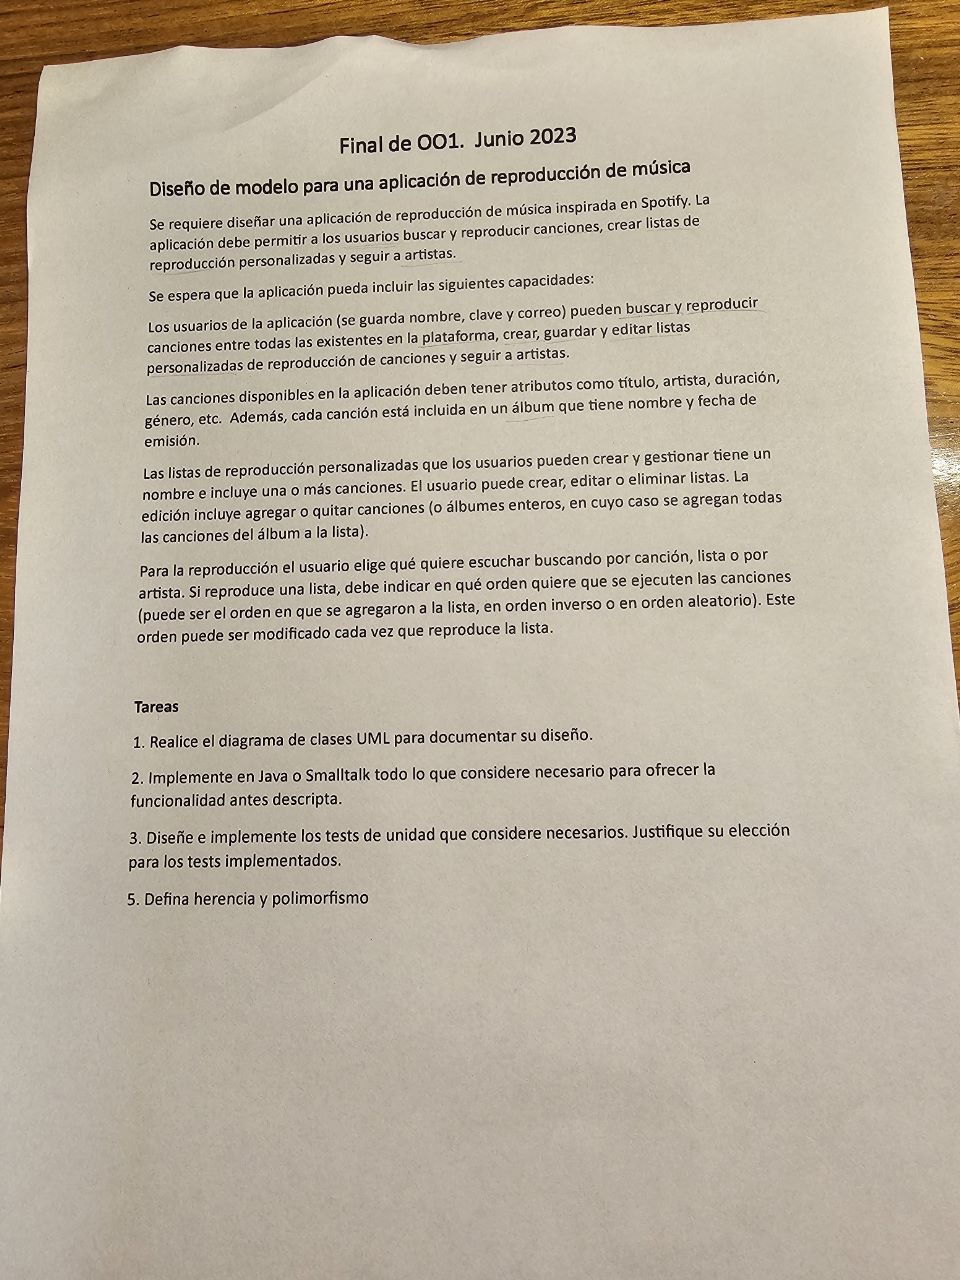 Final de OO1. Junio 2023
Diseño de modelo para una aplicación de reproducción de música
Se requiere diseñar una aplicación de reproducción de música inspirada en Spotify. La
aplicación debe permitir a los usuarios buscar y reproducir canciones, crear listas de
reproducción personalizadas y seguir a artistas.
Se espera que la aplicación pueda incluir las siguientes capacidades:
Los usuarios de la aplicación (se guarda nombre, clave y correo) pueden buscar y reproducir
canciones entre todas las existentes en la plataforma, crear, guardar y editar listas
personalizadas de reproducción de canciones y seguir a artistas.
Las canciones disponibles en la aplicación deben tener atributos como título, artista, duración,
género, etc. Además, cada canción está incluida en un álbum que tiene nombre y fecha de
emisión.
Las listas de reproducción personalizadas que los usuarios pueden crear y gestionar tiene un
nombre e incluye una o más canciones. El usuario puede crear, editar o eliminar listas. La
edición incluye agregar o quitar canciones (o álbumes enteros, en cuyo caso se agregan todas
las canciones del álbum a la lista).
Para la reproducción el usuario elige qué quiere escuchar buscando por canción, lista o por
artista. Si reproduce una lista, debe indicar en qué orden quiere que se ejecuten las canciones
(puede ser el orden en que se agregaron a la lista, en orden inverso o en orden aleatorio). Este
orden puede ser modificado cada vez que reproduce la lista.
Tareas
1. Realice el diagrama de clases UML para documentar su diseño.
2. Implemente en Java o Smalltalk todo lo que considere necesario para ofrecer la
funcionalidad antes descripta.
3. Diseñe e implemente los tests de unidad que considere necesarios. Justifique su elección
para los tests implementados.
5. Defina herencia y polimorfismo